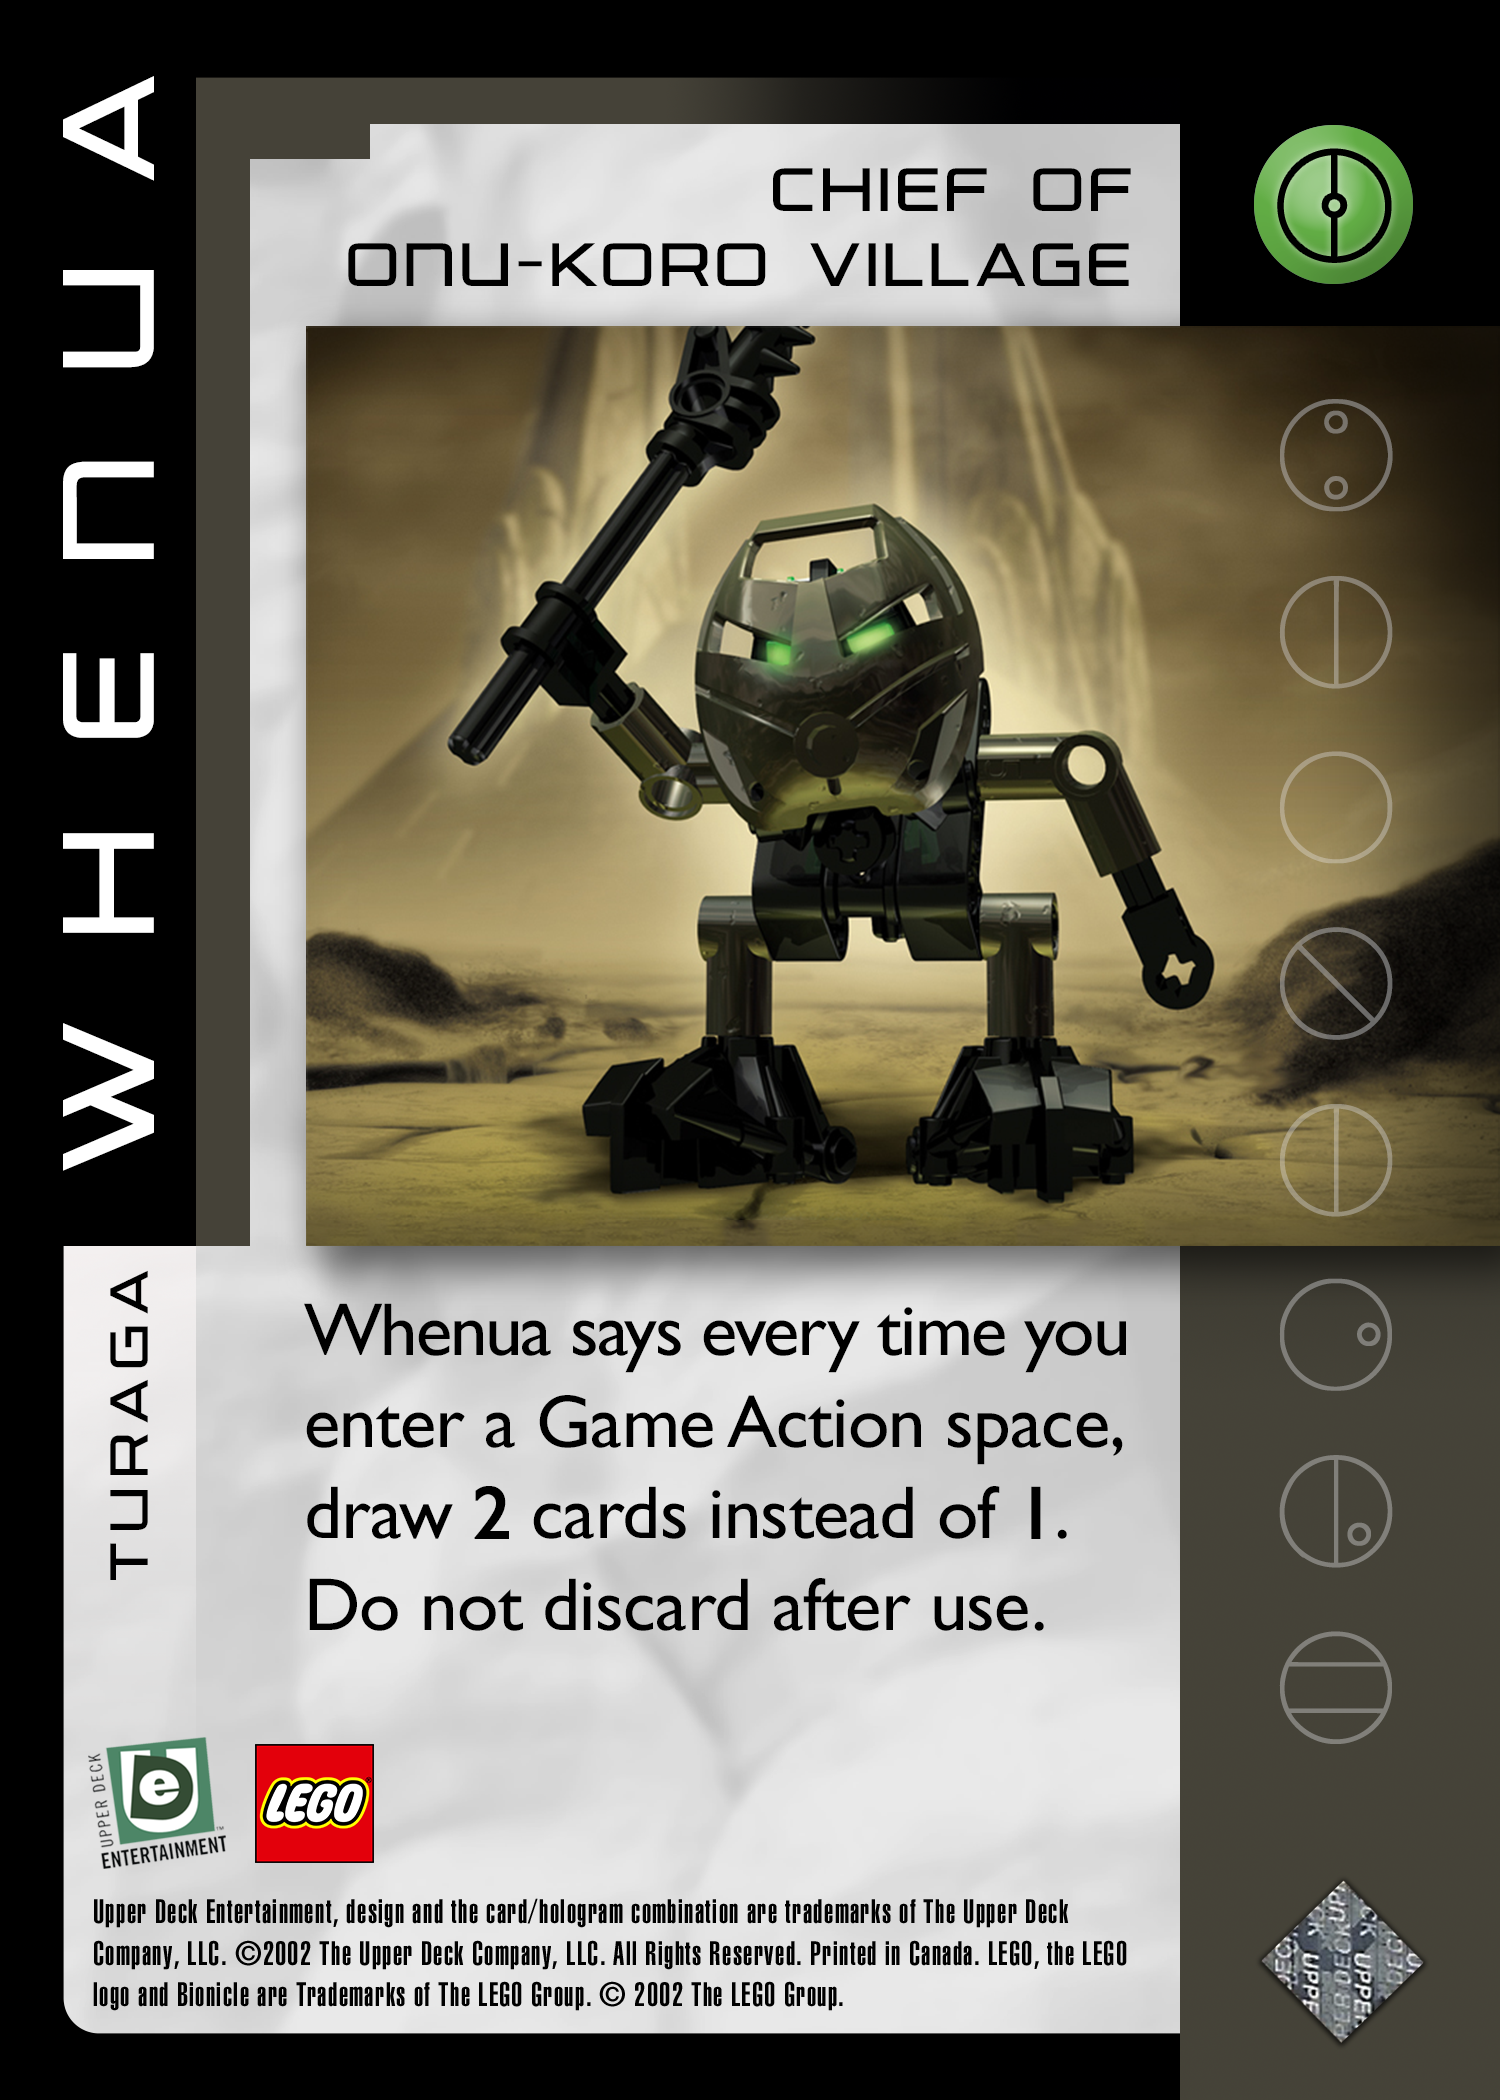 WHENUA
CHIEF OF
ONU-KORO VILLAGE
TURAGA
Whenua says every time you
enter a Game Action space,
draw 2 cards instead of 1.
Do not discard after use.
UPPER DECK
ENTERTAINMENT™
LEGO
Upper Deck Entertainment, design and the card/hologram combination are trademarks of The Upper Deck
Company, LLC. ©2002 The Upper Deck Company, LLC. All Rights Reserved. Printed in Canada. LEGO, the LEGO
logo and Bionicle are Trademarks of The LEGO Group. © 2002 The LEGO Group.